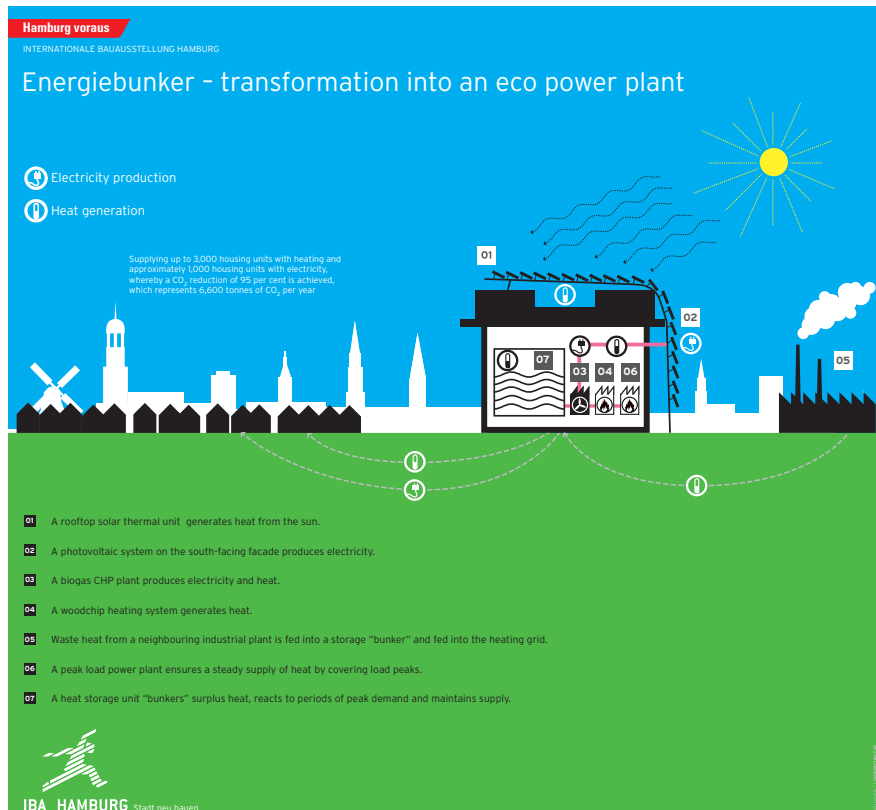 Hamburg voraus
INTERNATIONALE BAUAUSSTELLUNG HAMBURG
Energiebunker – transformation into an eco power plant
Electricity production
Heat generation
Supplying up to 3,000 housing units with heating and
approximately 1,000 housing units with electricity,
whereby a CO₂ reduction of 95 per cent is achieved,
which represents 6,600 tonnes of CO₂ per year
01
02
07
03 04 06
05
01 A rooftop solar thermal unit generates heat from the sun.
02 A photovoltaic system on the south-facing facade produces electricity.
03 A biogas CHP plant produces electricity and heat.
04 A woodchip heating system generates heat.
05 Waste heat from a neighbouring industrial plant is fed into a storage “bunker” and fed into the heating grid.
06 A peak load power plant ensures a steady supply of heat by covering load peaks.
07 A heat storage unit “bunkers” surplus heat, reacts to periods of peak demand and maintains supply.
IBA HAMBURG Stadt neu bauen